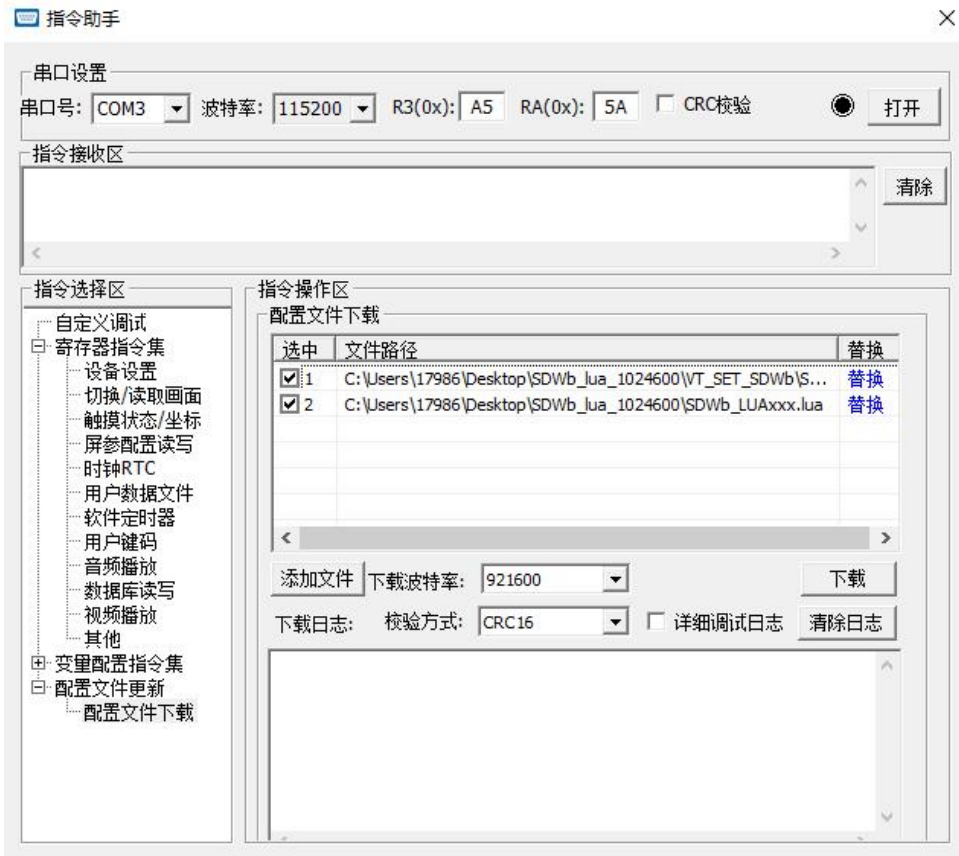 指令助手
串口设置
串口号: COM3 波特率: 115200 R3(0x): A5 RA(0x): 5A CRC校验 打开
指令接收区
清除
指令选择区
自定义调试
寄存器指令集
设备设置
切换/读取画面
触摸状态/坐标
屏参配置读写
时钟RTC
用户数据文件
软件定时器
用户键码
音频播放
数据库读写
视频播放
其他
变量配置指令集
配置文件更新
配置文件下载
指令操作区
配置文件下载
选中 文件路径 替换
1 C:\Users\17986\Desktop\SDWb_lua_1024600\VT_SET_SDWb\S... 替换
2 C:\Users\17986\Desktop\SDWb_lua_1024600\SDWb_LUAxxx.lua 替换
添加文件 下载波特率: 921600 下载
下载日志: 校验方式: CRC16 详细调试日志 清除日志